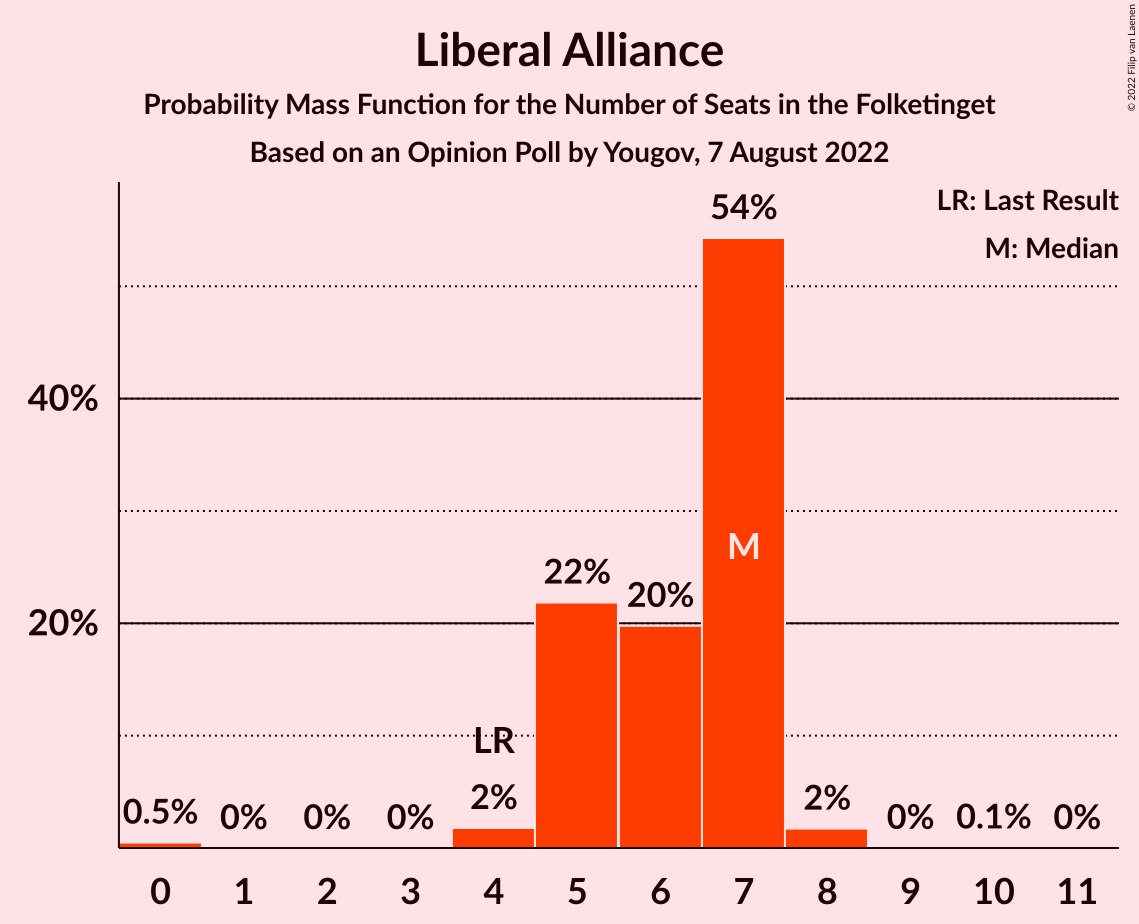 Liberal Alliance
Probability Mass Function for the Number of Seats in the Folketinget
Based on an Opinion Poll by Yougov, 7 August 2022
© 2022 Filip van Laenen
LR: Last Result
M: Median
54%
40%
M
22%
20%
20%
LR
0.5%
0%
0%
0%
2%
2%
0%
0.1%
0%
0 1 2 3 4 5 6 7 8 9 10 11